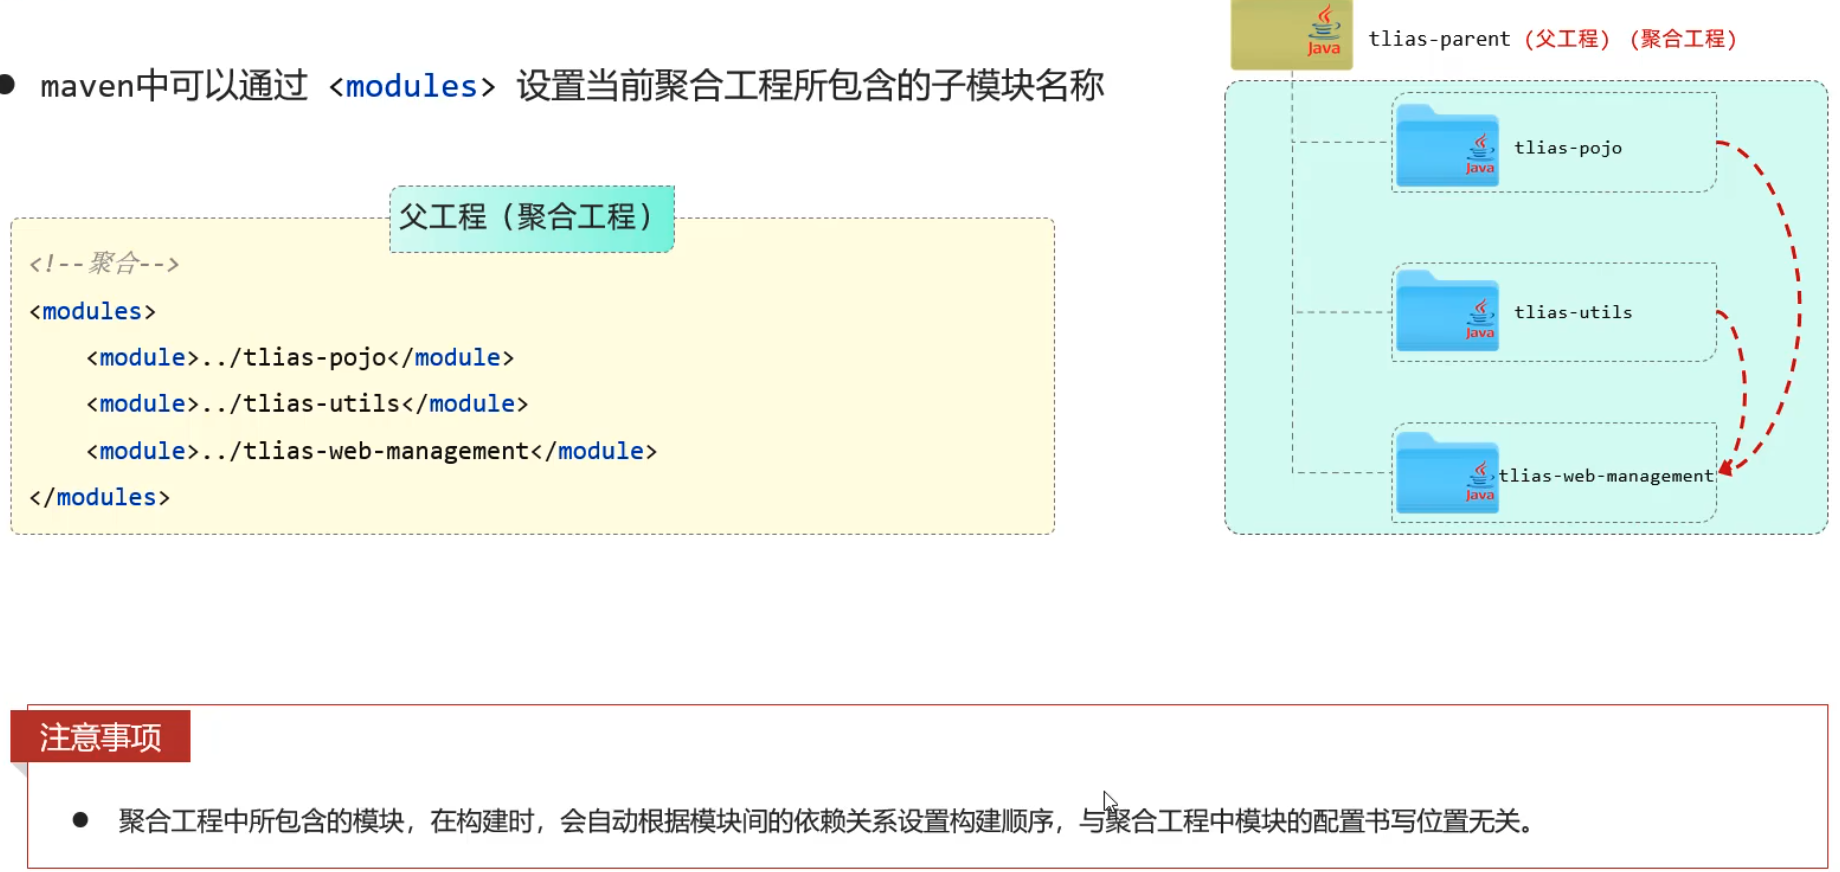 maven中可以通过 <modules> 设置当前聚合工程所包含的子模块名称
父工程（聚合工程）
<!--聚合-->
<modules>
<module>../tlias-pojo</module>
<module>../tlias-utils</module>
<module>../tlias-web-management</module>
</modules>
Java
tlias-parent（父工程）（聚合工程）
Java
tlias-pojo
Java
tlias-utils
Java
tlias-web-management
注意事项
聚合工程中所包含的模块，在构建时，会自动根据模块间的依赖关系设置构建顺序，与聚合工程中模块的配置书写位置无关。